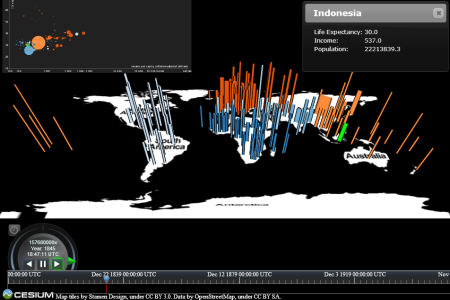 Indonesia
Life Expectancy: 30.0
Income: 537.0
Population: 22213839.3
South
America
Australia
Antarctica
157680000x
Year 1845
18:47:11 UTC
00:00:00 UTC
Dec 22 1839 00:00:00 UTC
Dec 12 1879 00:00:00 UTC
Dec 3 1919 00:00:00 UTC
Nov
CESIUM Map tiles by Stamen Design, under CC BY 3.0. Data by OpenStreetMap, under CC BY SA.